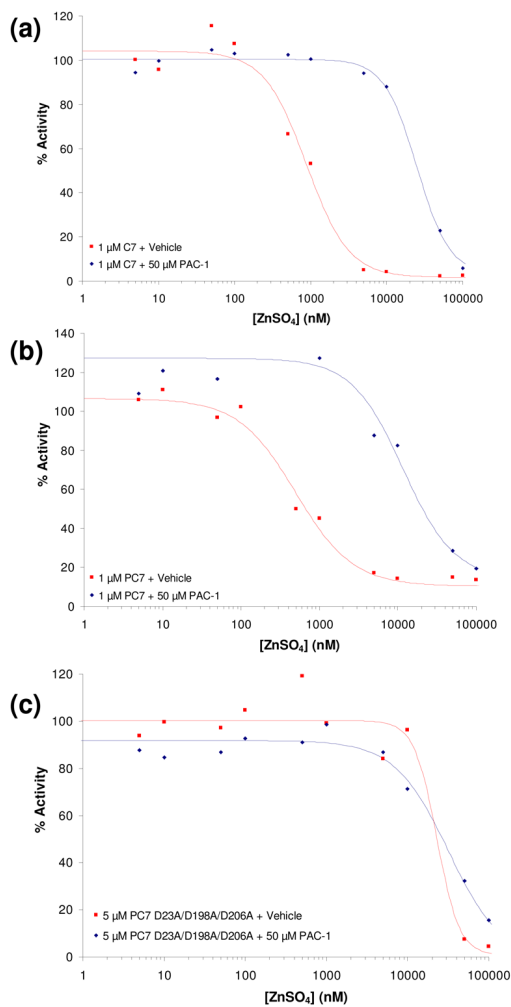 (a)
120
100
80
60
40
20
0
% Activity
1 µM C7 + Vehicle
1 µM C7 + 50 µM PAC-1
1 10 100 1000 10000 100000
[ZnSO₄] (nM)
(b)
140
120
100
80
60
40
20
0
% Activity
1 µM PC7 + Vehicle
1 µM PC7 + 50 µM PAC-1
1 10 100 1000 10000 100000
[ZnSO₄] (nM)
(c)
120
100
80
60
40
20
0
% Activity
5 µM PC7 D23A/D198A/D206A + Vehicle
5 µM PC7 D23A/D198A/D206A + 50 µM PAC-1
1 10 100 1000 10000 100000
[ZnSO₄] (nM)